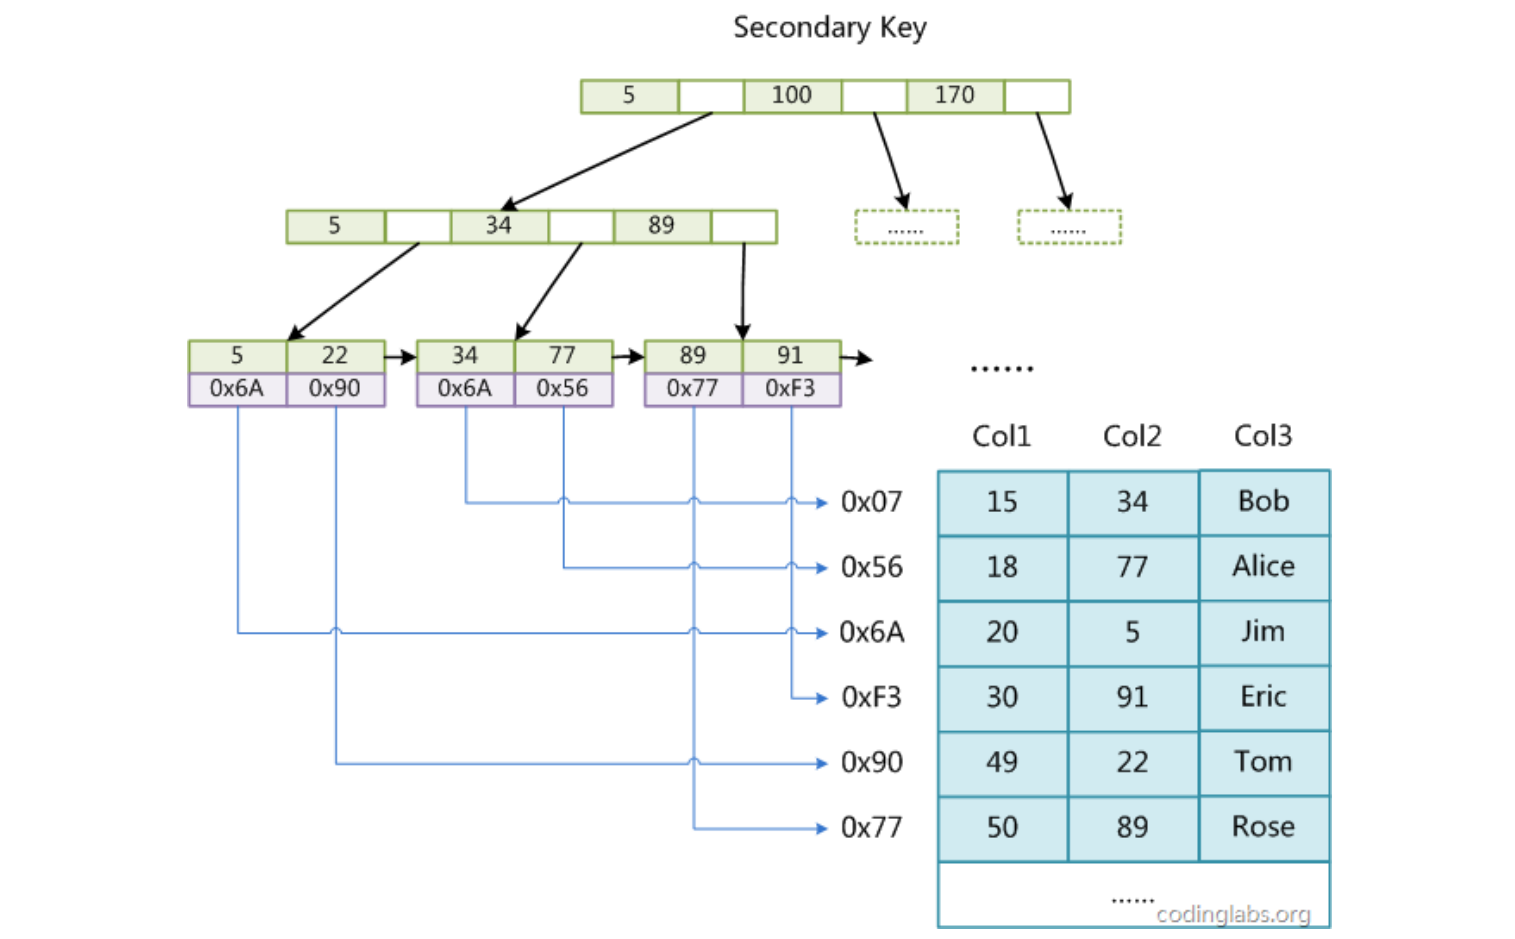 Secondary Key
5 100 170
5 34 89 ...... ......
5 22 34 77 89 91
0x6A 0x90 0x6A 0x56 0x77 0xF3
......
Col1 Col2 Col3
0x07 15 34 Bob
0x56 18 77 Alice
0x6A 20 5 Jim
0xF3 30 91 Eric
0x90 49 22 Tom
0x77 50 89 Rose
......
codinglabs.org